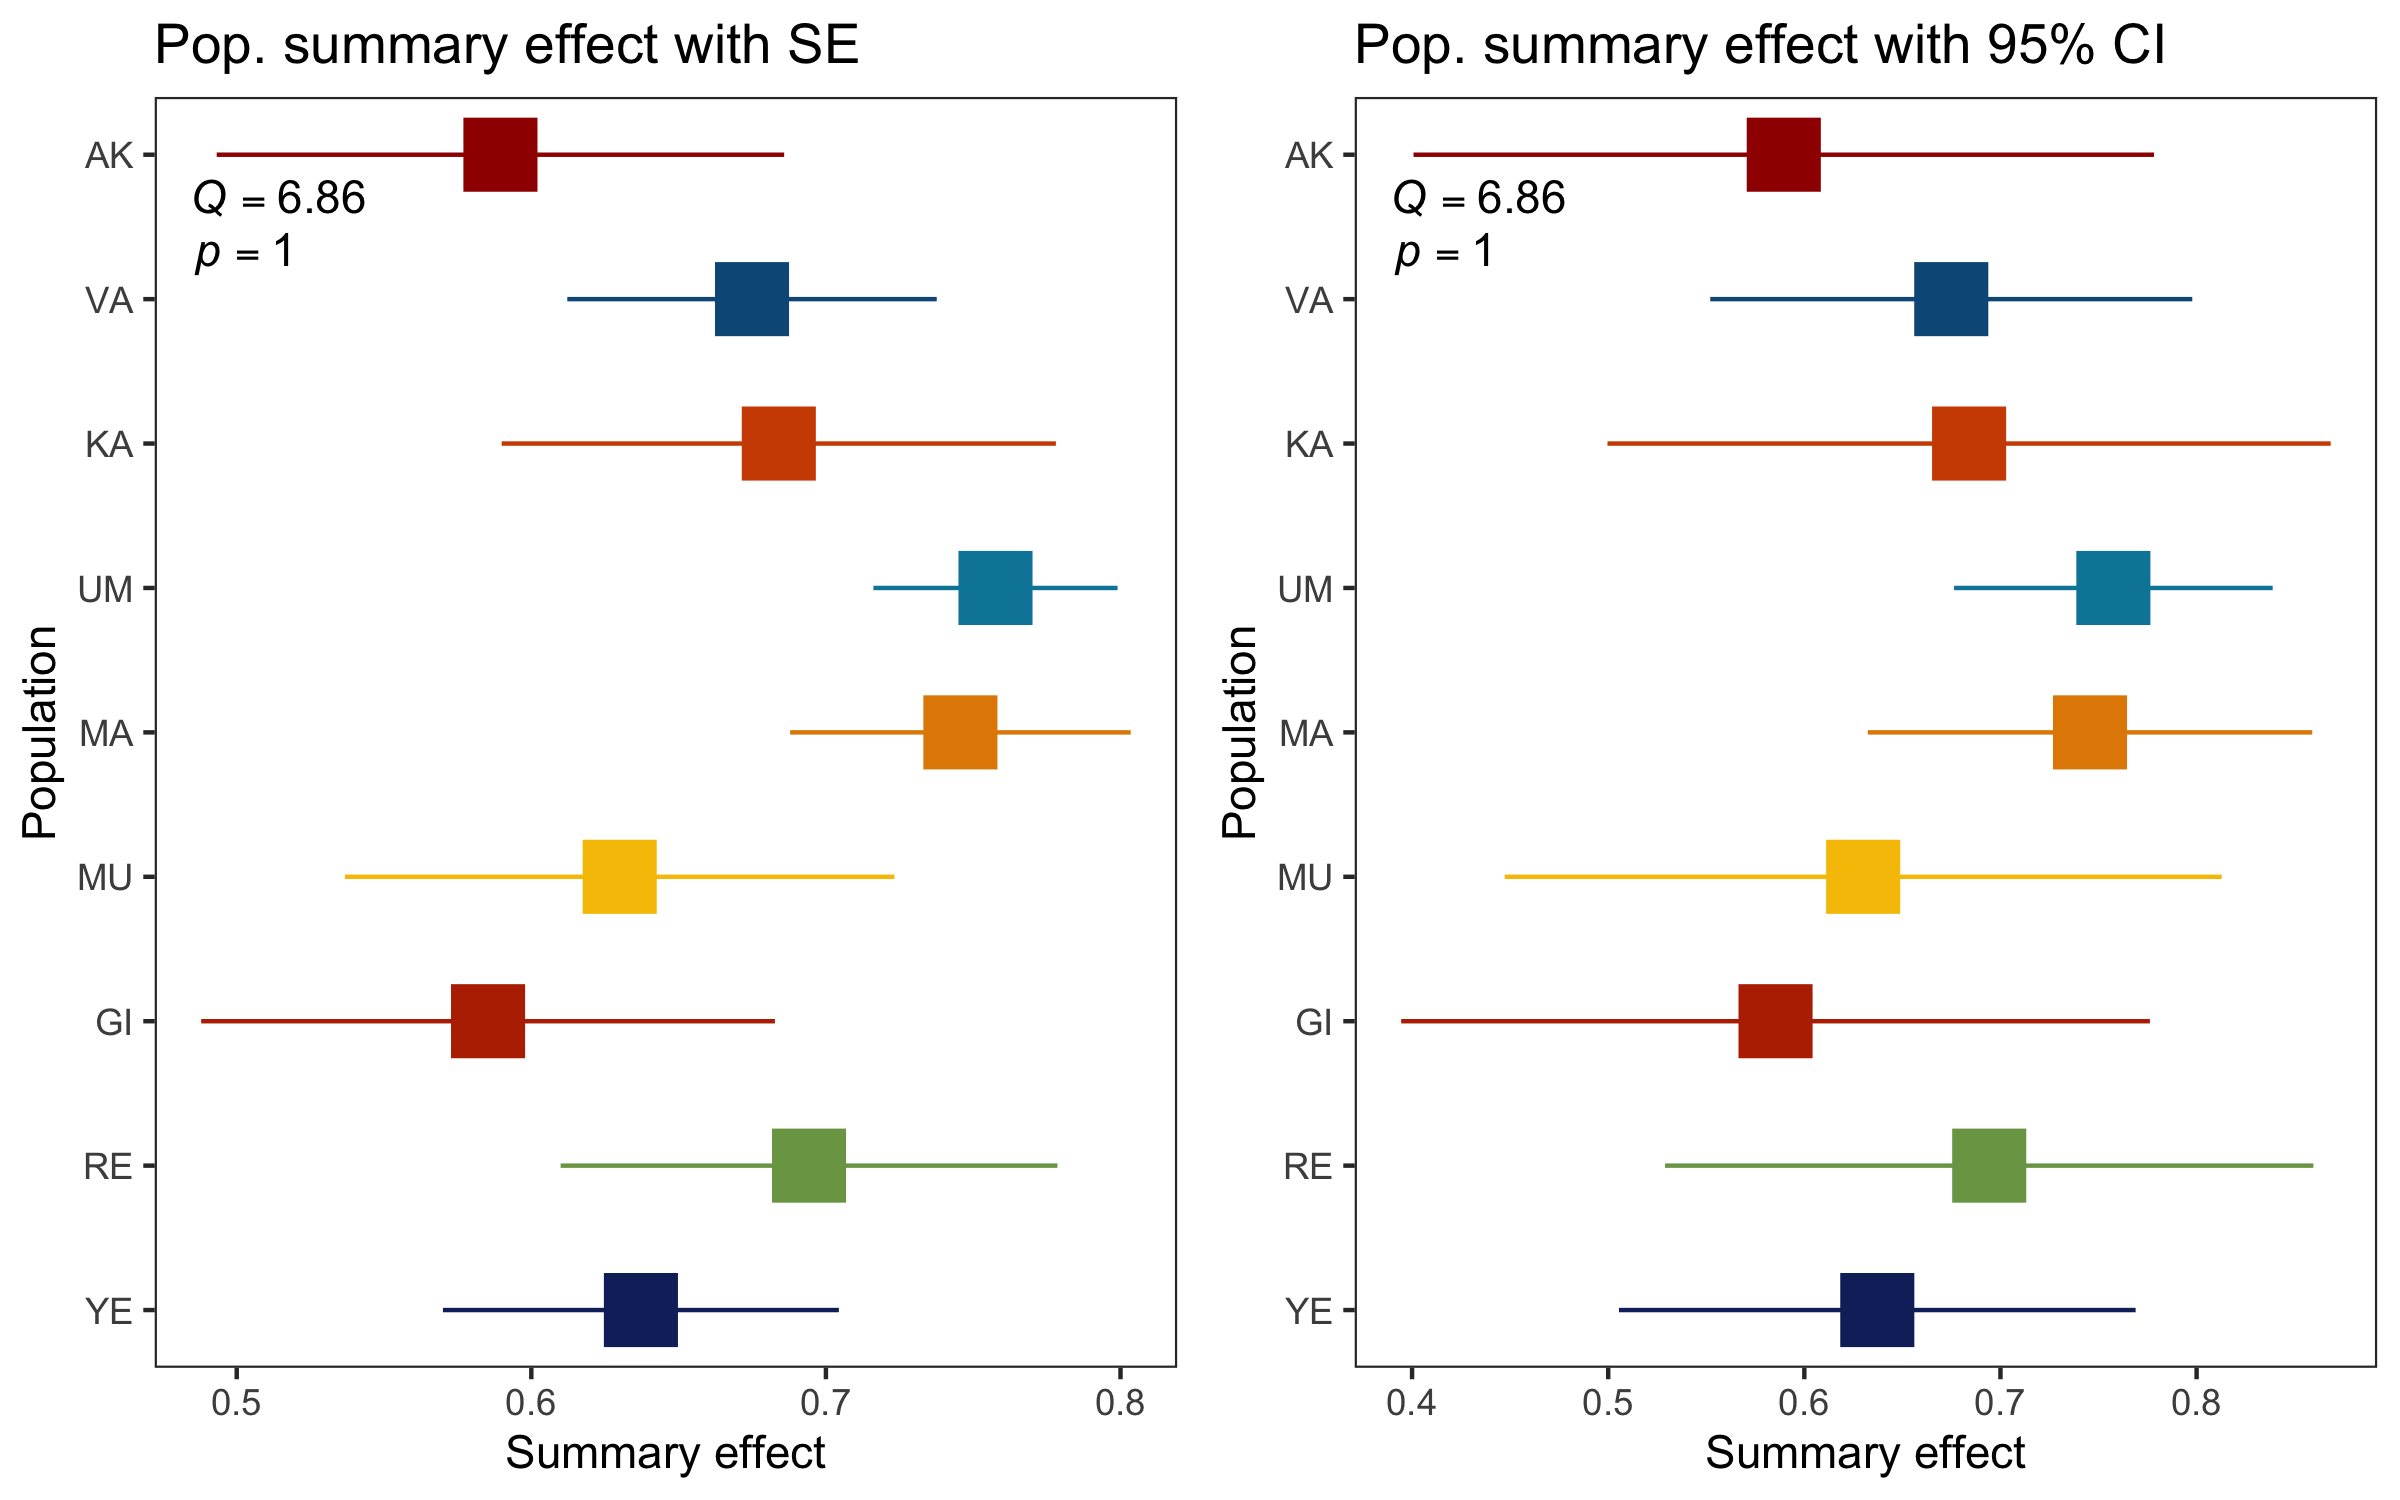 Pop. summary effect with SE
AK
Q = 6.86
p = 1
VA
KA
UM
MA
MU
GI
RE
YE
Population
0.5 0.6 0.7 0.8
Summary effect
Pop. summary effect with 95% CI
AK
Q = 6.86
p = 1
VA
KA
UM
MA
MU
GI
RE
YE
Population
0.4 0.5 0.6 0.7 0.8
Summary effect